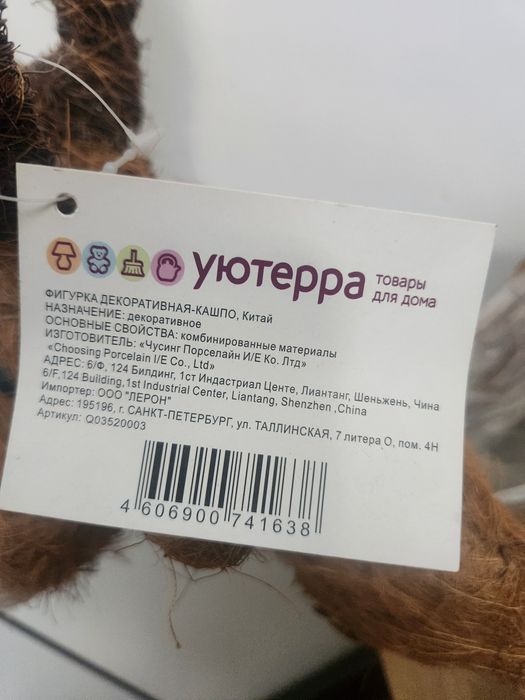 уютерра товары
для дома
ФИГУРКА ДЕКОРАТИВНАЯ-КАШПО, Китай
НАЗНАЧЕНИЕ: декоративное
ОСНОВНЫЕ СВОЙСТВА: комбинированные материалы
ИЗГОТОВИТЕЛЬ: «Чусинг Порселайн И/Е Ко. Лтд»
«Choosing Porcelain I/E Co., Ltd»
АДРЕС: 6/Ф, 124 Билдинг, 1ст Индастриал Центе, Лиантанг, Шеньжень, Чина
6/F,124 Building,1st Industrial Center, Liantang, Shenzhen ,China
Импортер: ООО "ЛЕРОН"
Адрес: 195196, г. САНКТ-ПЕТЕРБУРГ, ул. ТАЛЛИНСКАЯ, 7 литера О, пом. 4Н
Артикул: Q03520003
4 606900 741638